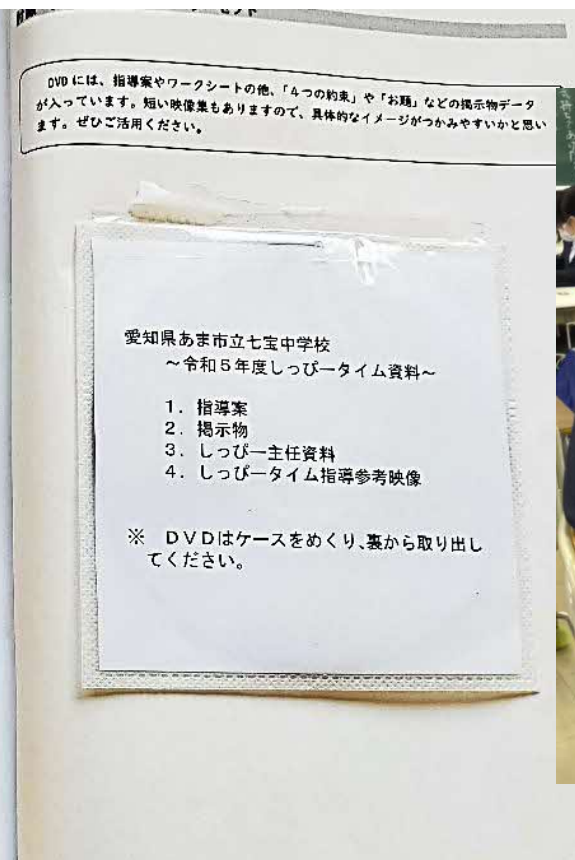 DVDには、指導案やワークシートの他、「4つの約束」や「お題」などの掲示物データ
が入っています。短い映像集もありますので、具体的なイメージがつかみやすいかと思い
ます。ぜひご活用ください。
愛知県あま市立七宝中学校
～令和5年度しっぴータイム資料～
1．指導案
2．掲示物
3．しっぴー主任資料
4．しっぴータイム指導参考映像
※　DVDはケースをめくり、裏から取り出し
てください。